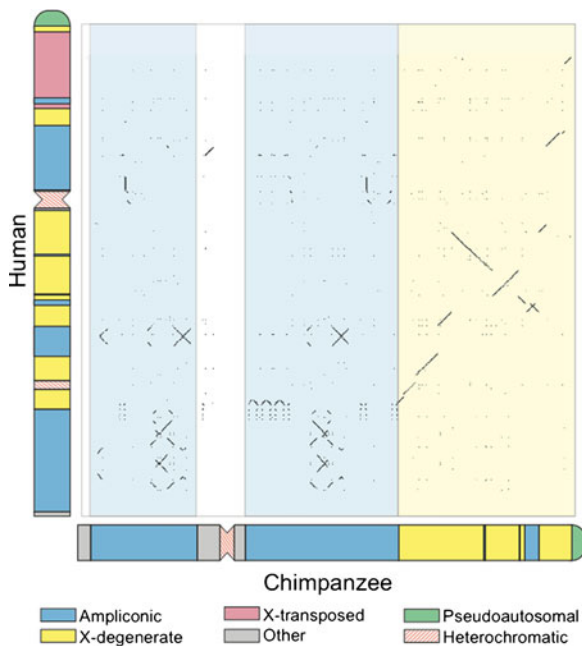 Human
Chimpanzee
Ampliconic
X-transposed
Pseudoautosomal
X-degenerate
Other
Heterochromatic